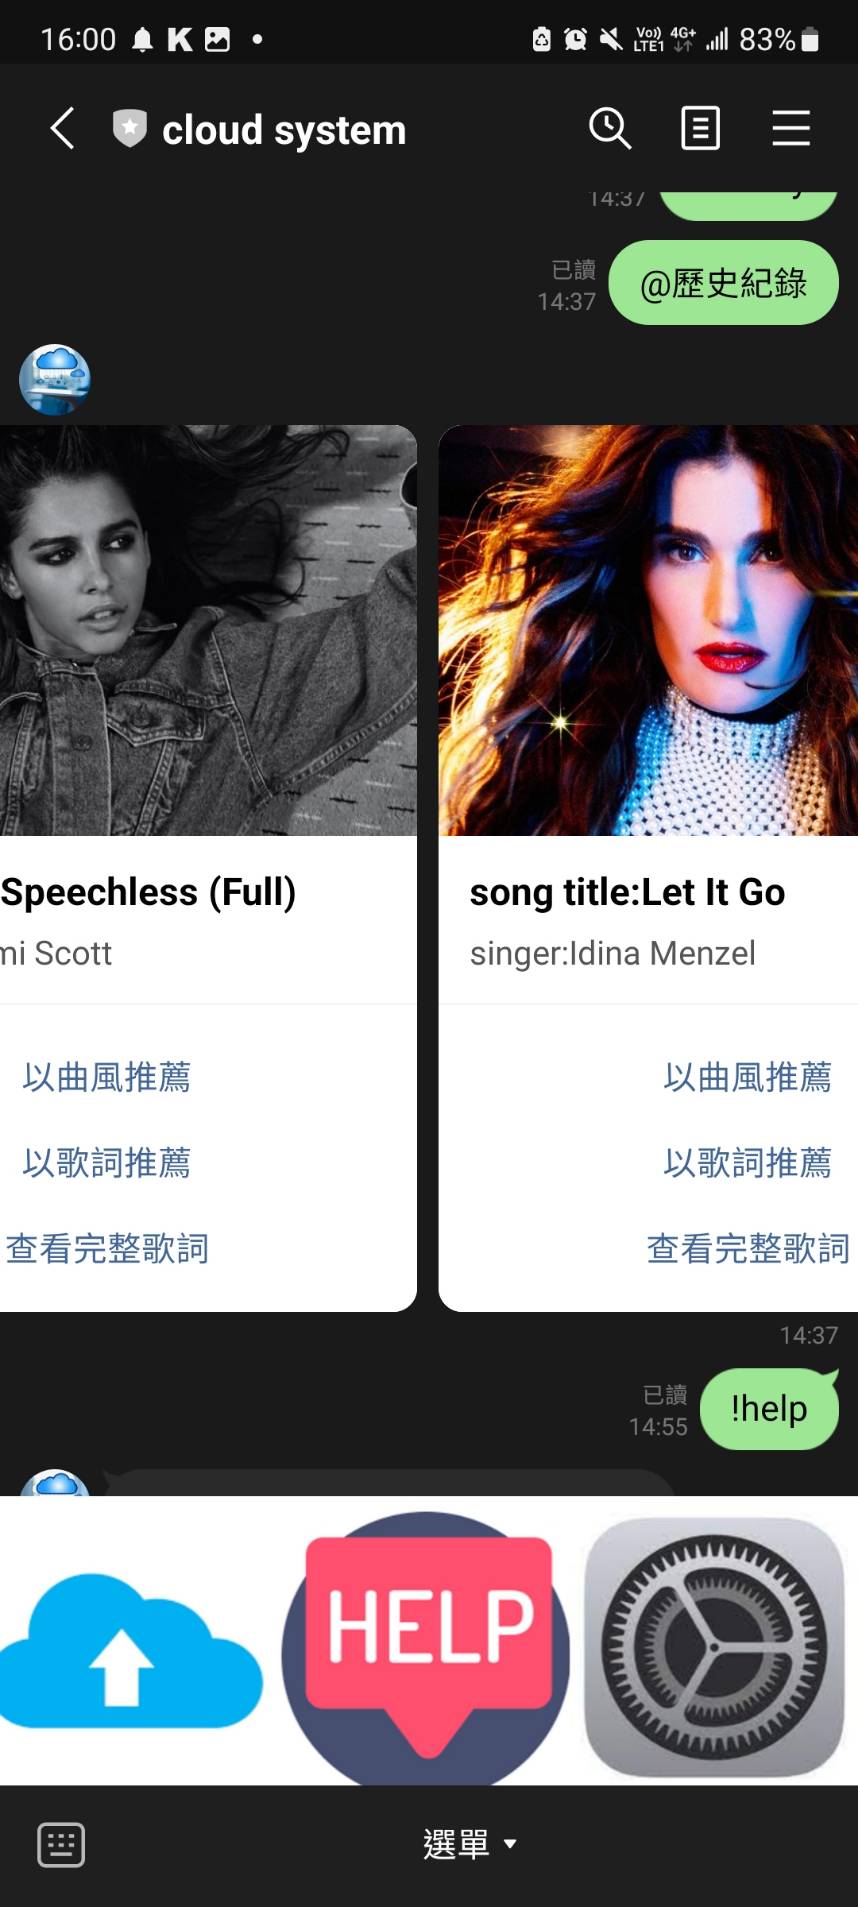 16:00
Vo)) LTE1 4G+ 83%
cloud system
14:37
已讀
14:37
@歷史紀錄
Speechless (Full)
mi Scott
以曲風推薦
以歌詞推薦
查看完整歌詞
song title:Let It Go
singer:Idina Menzel
以曲風推薦
以歌詞推薦
查看完整歌詞
14:37
已讀
14:55
!help
HELP
選單